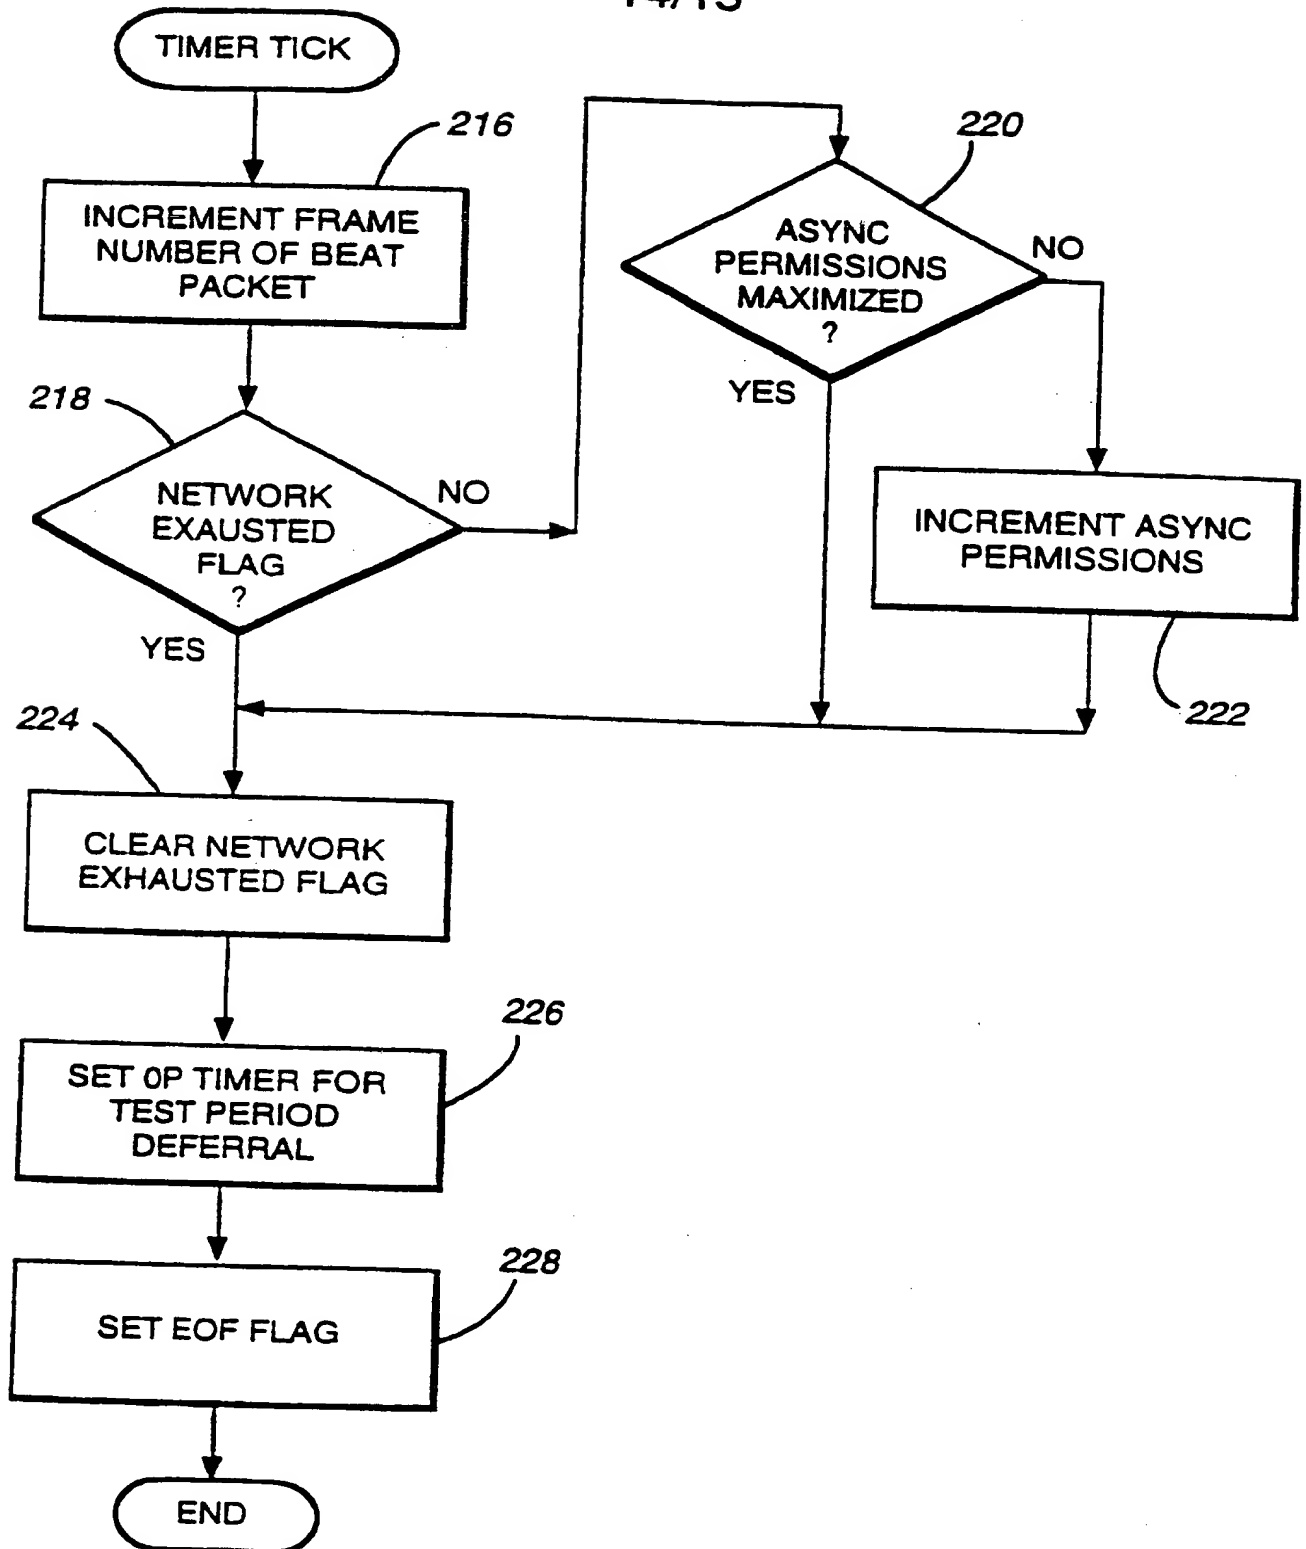 TIMER TICK
216
INCREMENT FRAME
NUMBER OF BEAT
PACKET
218
NETWORK
EXAUSTED
FLAG
?
NO
YES
220
ASYNC
PERMISSIONS
MAXIMIZED
?
NO
YES
INCREMENT ASYNC
PERMISSIONS
222
224
CLEAR NETWORK
EXHAUSTED FLAG
226
SET 0P TIMER FOR
TEST PERIOD
DEFERRAL
228
SET EOF FLAG
END